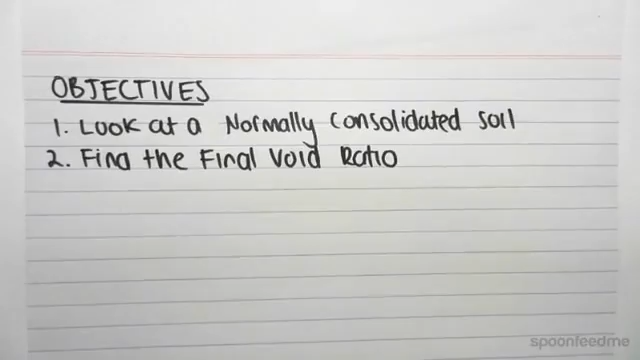 OBJECTIVES
1. Look at a Normally Consolidated Soil
2. Find the Final Void Ratio
spoonfeedme